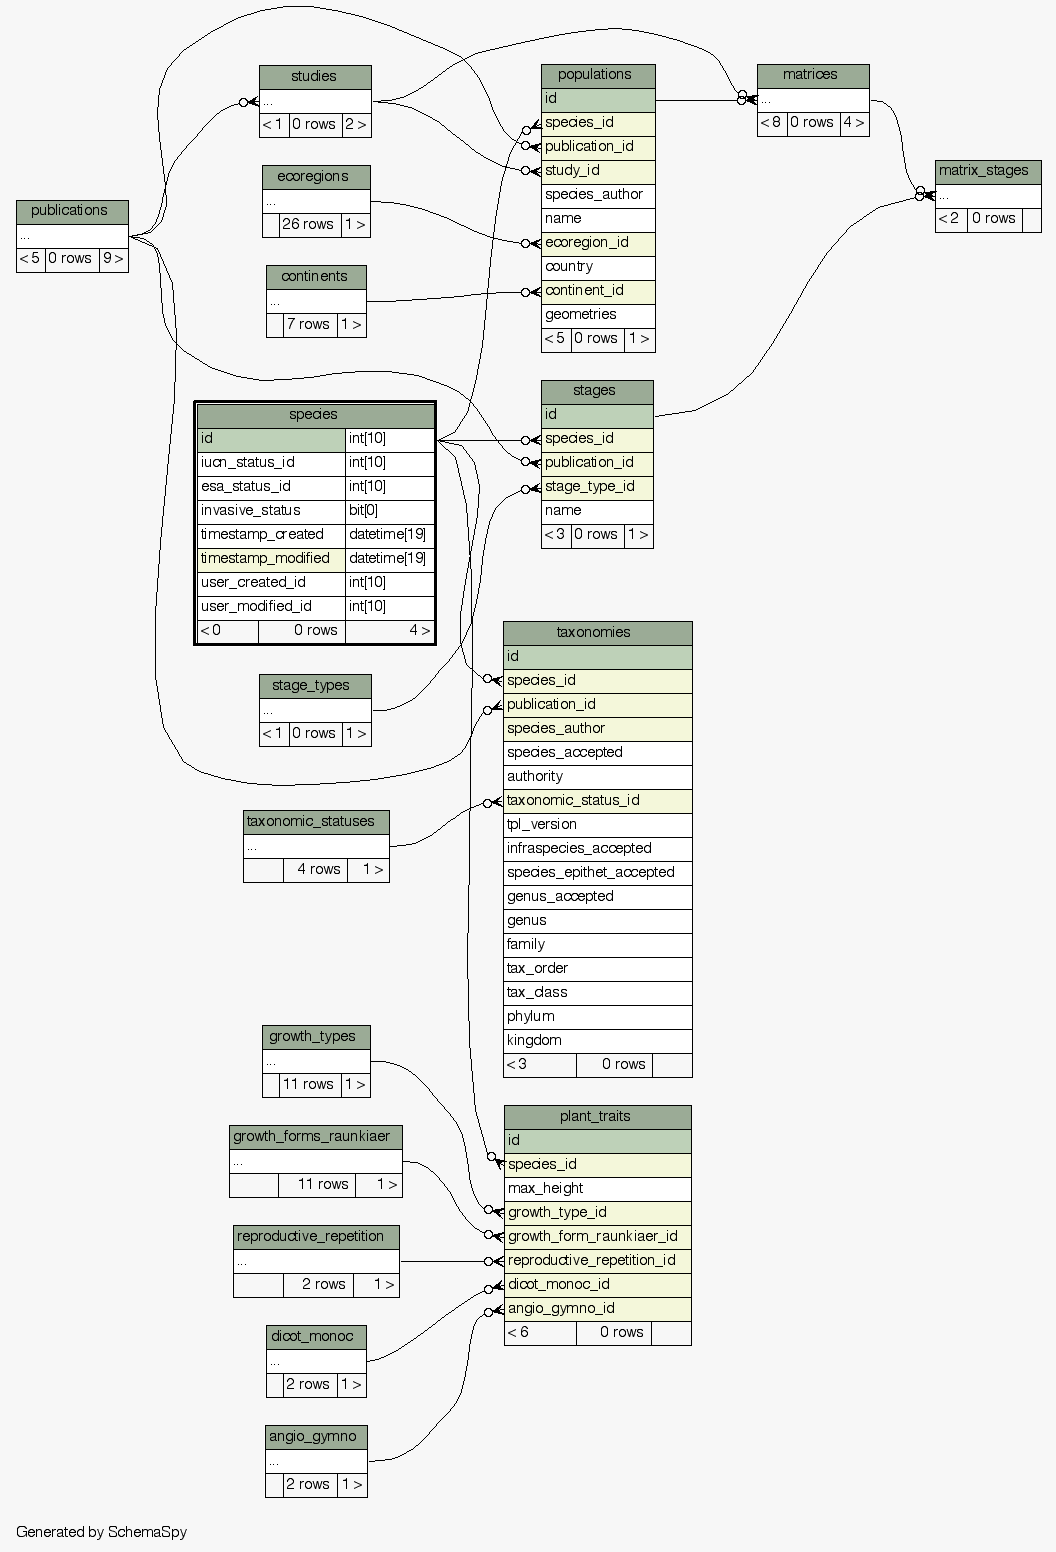 studies
...
< 1 0 rows 2 >
populations
id
species_id
publication_id
study_id
species_author
name
ecoregion_id
country
continent_id
geometries
< 5 0 rows 1 >
matrices
...
< 8 0 rows 4 >
matrix_stages
...
< 2 0 rows
ecoregions
...
26 rows 1 >
publications
...
< 5 0 rows 9 >
continents
...
7 rows 1 >
species
id int[10]
iucn_status_id int[10]
esa_status_id int[10]
invasive_status bit[0]
timestamp_created datetime[19]
timestamp_modified datetime[19]
user_created_id int[10]
user_modified_id int[10]
< 0 0 rows 4 >
stages
id
species_id
publication_id
stage_type_id
name
< 3 0 rows 1 >
stage_types
...
< 1 0 rows 1 >
taxonomies
id
species_id
publication_id
species_author
species_accepted
authority
taxonomic_status_id
tpl_version
infraspecies_accepted
species_epithet_accepted
genus_accepted
genus
family
tax_order
tax_class
phylum
kingdom
< 3 0 rows
taxonomic_statuses
...
4 rows 1 >
growth_types
...
11 rows 1 >
growth_forms_raunkiaer
...
11 rows 1 >
reproductive_repetition
...
2 rows 1 >
dicot_monoc
...
2 rows 1 >
angio_gymno
...
2 rows 1 >
plant_traits
id
species_id
max_height
growth_type_id
growth_form_raunkiaer_id
reproductive_repetition_id
dicot_monoc_id
angio_gymno_id
< 6 0 rows
Generated by SchemaSpy